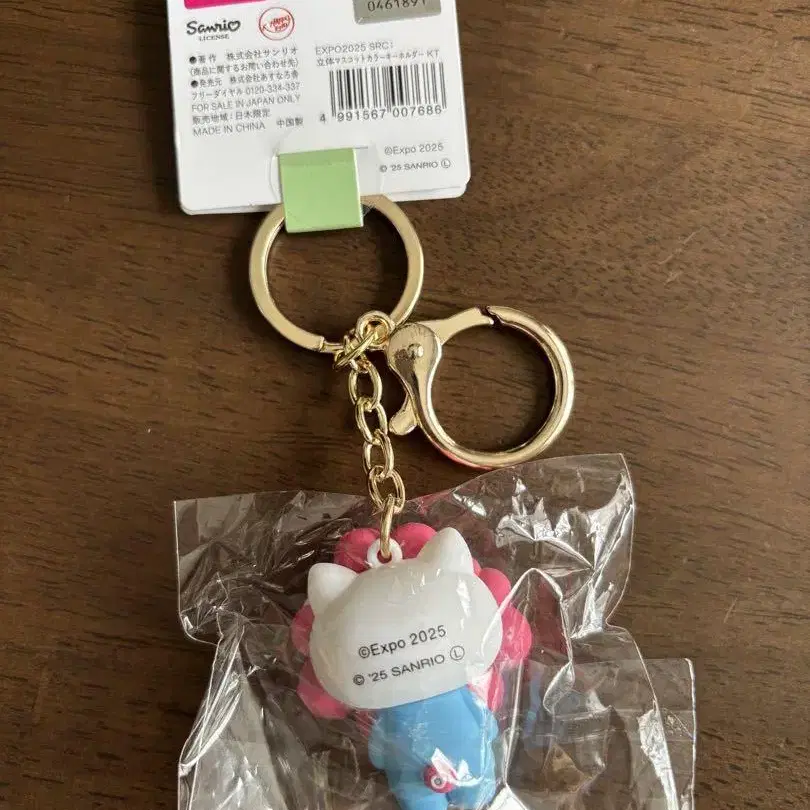 0461891
Sanrio
LICENSE
●著作 株式会社サンリオ
(商品に関するお問い合わせ先)
●発売元 株式会社あすなろ舎
フリーダイヤル 0120-334-337
FOR SALE IN JAPAN ONLY
販売地域:日本限定
MADE IN CHINA 中国製
EXPO2025 SRC!
立体マスコットカラーキーホルダー KT
4 991567 007686
©Expo 2025
© '25 SANRIO Ⓛ
©Expo 2025
© '25 SANRIO Ⓛ